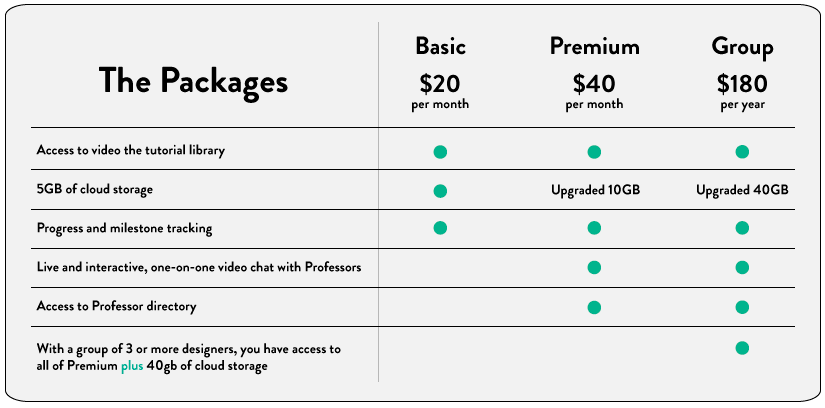 The Packages
Basic
$20
per month
Premium
$40
per month
Group
$180
per year
Access to video the tutorial library
5GB of cloud storage
Upgraded 10GB
Upgraded 40GB
Progress and milestone tracking
Live and interactive, one-on-one video chat with Professors
Access to Professor directory
With a group of 3 or more designers, you have access to
all of Premium plus 40gb of cloud storage